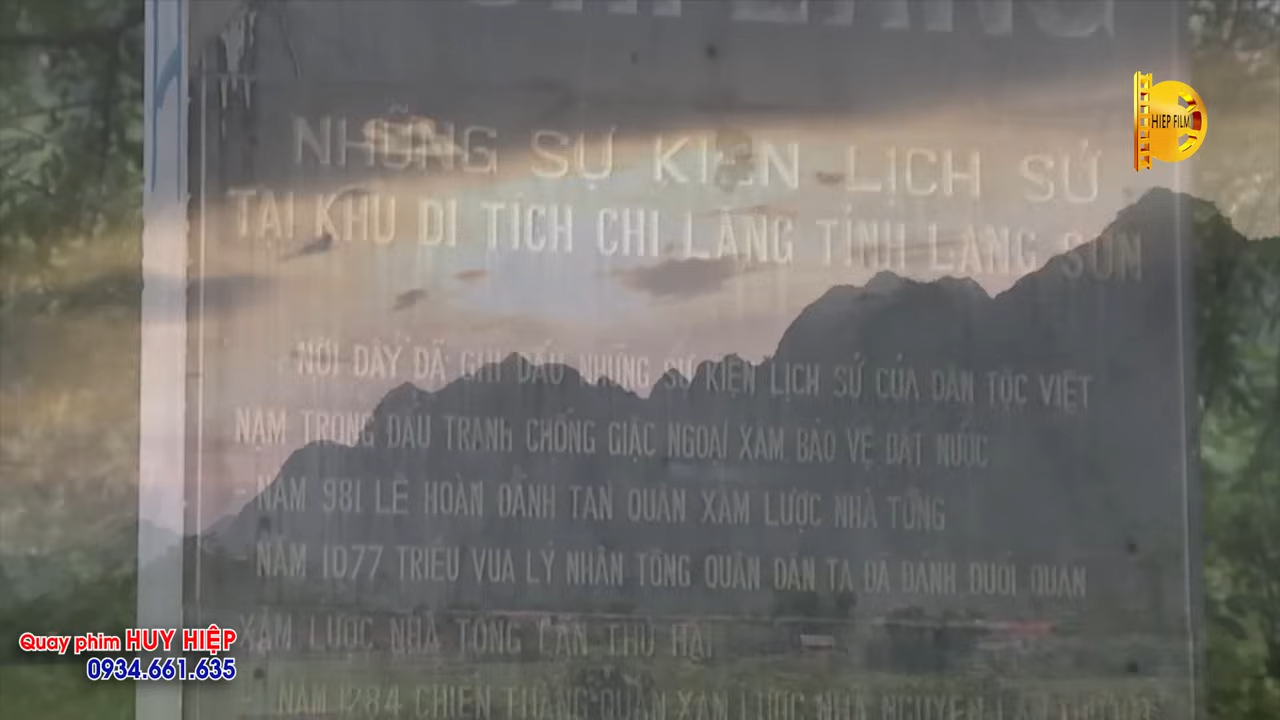 HIEP FILM
NHỮNG SỰ KIỆN LỊCH SỬ
TẠI KHU DI TÍCH CHI LĂNG TỈNH LẠNG SƠN
NƠI ĐÂY ĐÃ GHI DẤU NHỮNG SỰ KIỆN LỊCH SỬ CỦA DÂN TỘC VIỆT
NAM TRONG ĐẤU TRANH CHỐNG GIẶC NGOẠI XÂM BẢO VỆ ĐẤT NƯỚC
- NĂM 981 LÊ HOÀN ĐÁNH TAN QUÂN XÂM LƯỢC NHÀ TỐNG
- NĂM 1077 TRIỀU VUA LÝ NHÂN TÔNG QUÂN DÂN TA ĐÃ ĐÁNH ĐUỔI QUÂN
XÂM LƯỢC NHÀ TỐNG LẦN THỨ HAI
- NĂM 1284 CHIẾN THẮNG QUÂN XÂM LƯỢC NHÀ NGUYÊN LẦN
Quay phim HUY HIỆP
0934.661.635